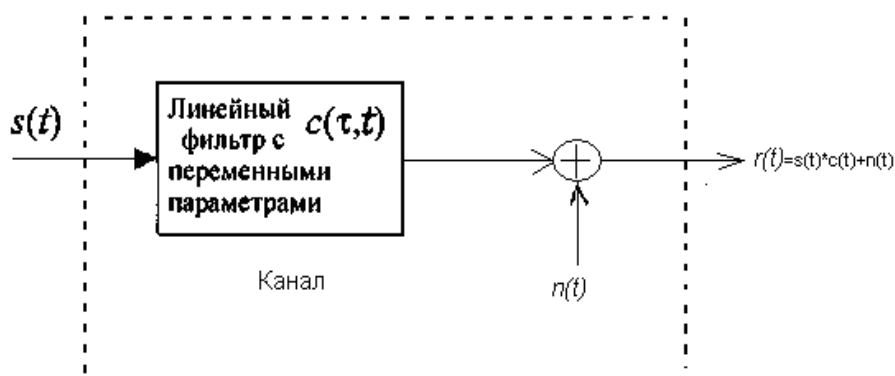 s(t)
Линейный c(τ,t)
фильтр с
переменными
параметрами
r(t)=s(t)*c(t)+n(t)
Канал
n(t)